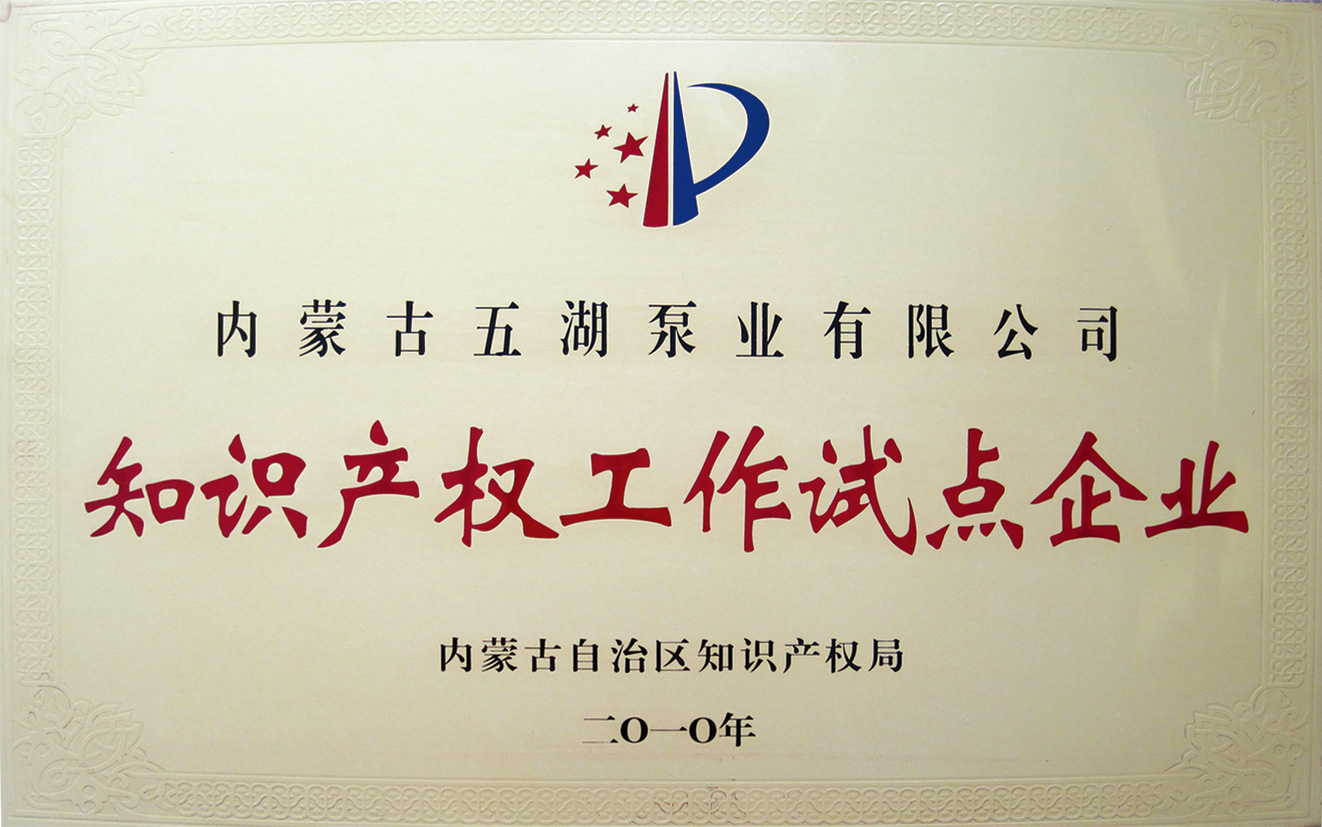 内蒙古五湖泵业有限公司
知识产权工作试点企业
内蒙古自治区知识产权局
二〇一〇年